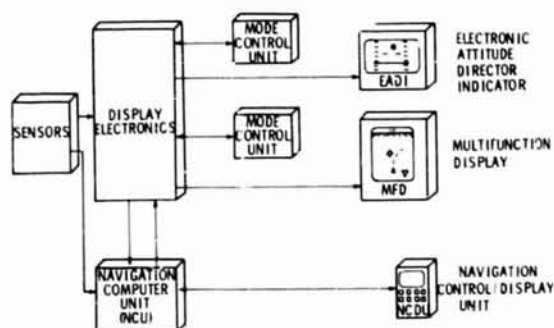 MODE
CONTROL
UNIT
ELECTRONIC
ATTITUDE
DIRECTOR
INDICATOR
EADI
SENSORS
DISPLAY
ELECTRONICS
MODE
CONTROL
UNIT
MULTIFUNCTION
DISPLAY
MFD
NAVIGATION
COMPUTER
UNIT
(NCU)
NCDU
NAVIGATION
CONTROL/DISPLAY
UNIT